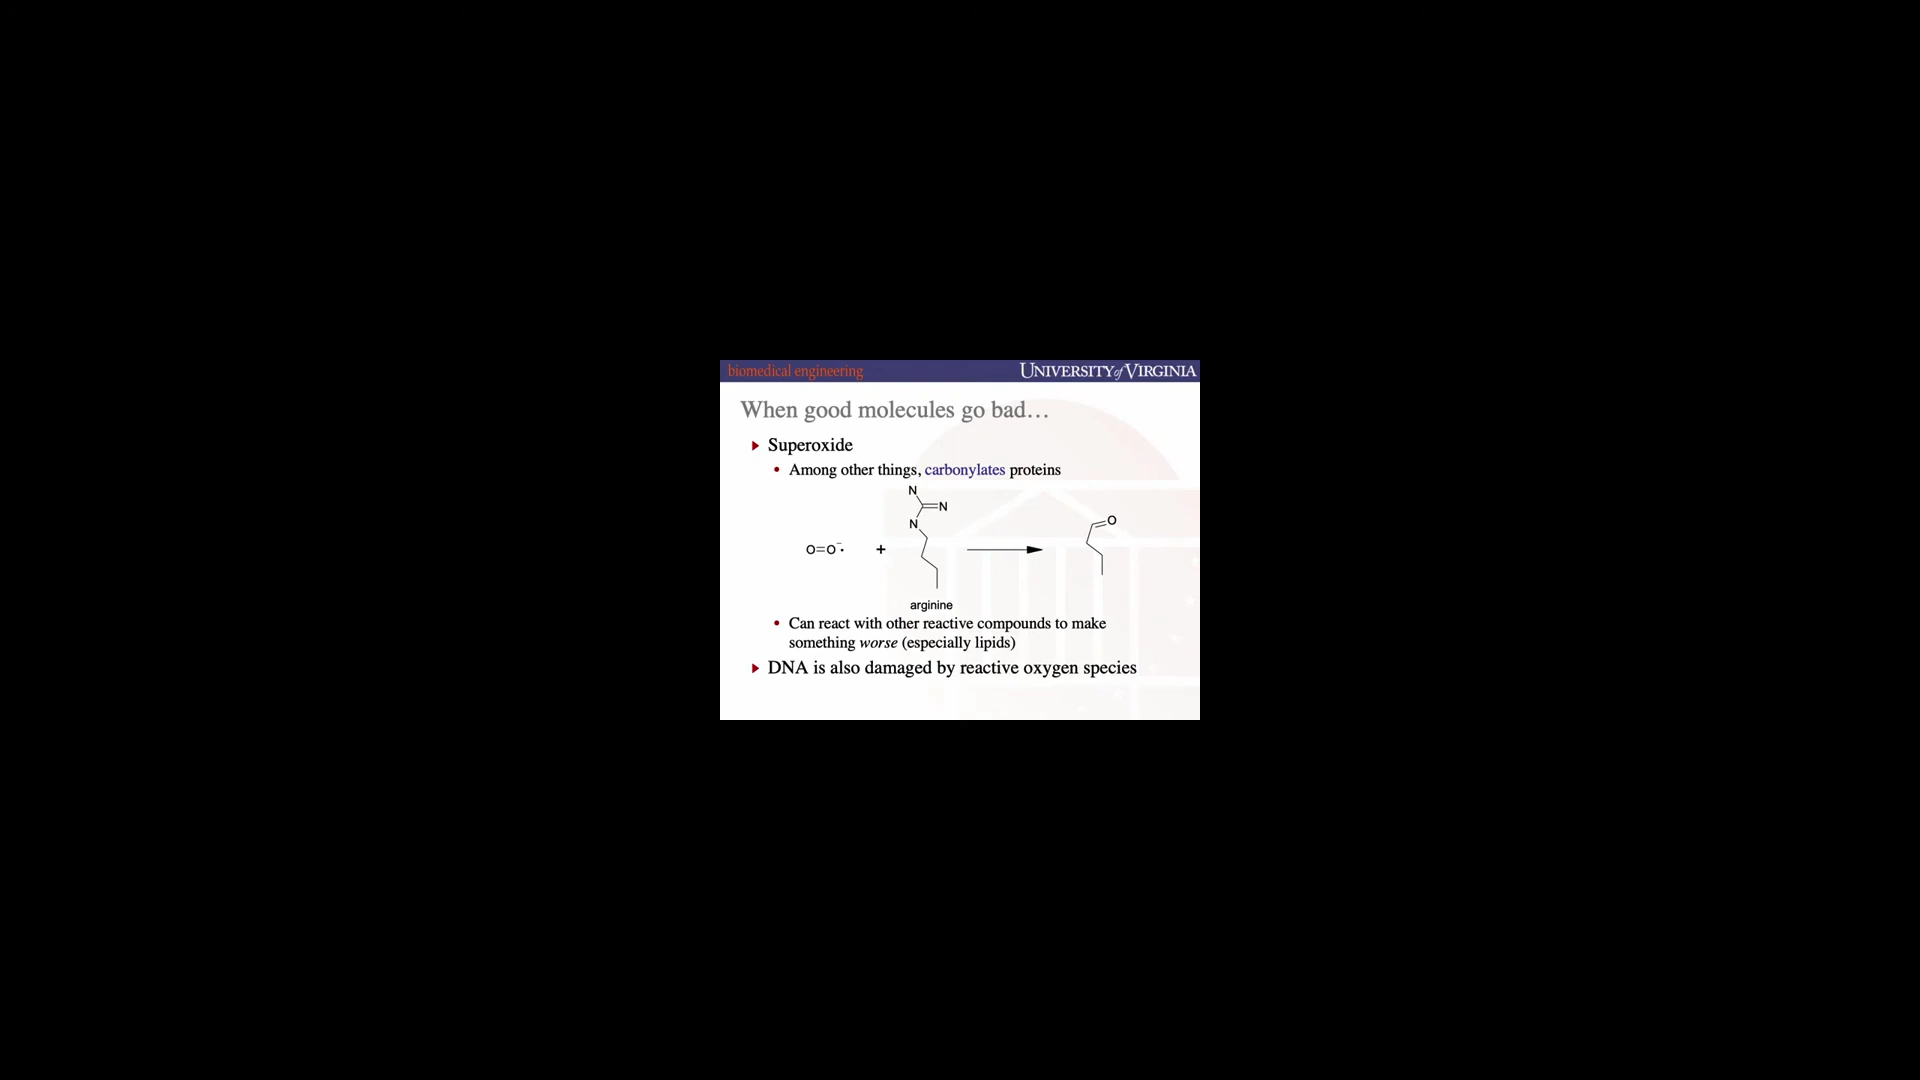 biomedical engineering
UNIVERSITY of VIRGINIA
When good molecules go bad…
Superoxide
• Among other things, carbonylates proteins
N
N
N
O
O=O-·
+
arginine
• Can react with other reactive compounds to make
something worse (especially lipids)
DNA is also damaged by reactive oxygen species